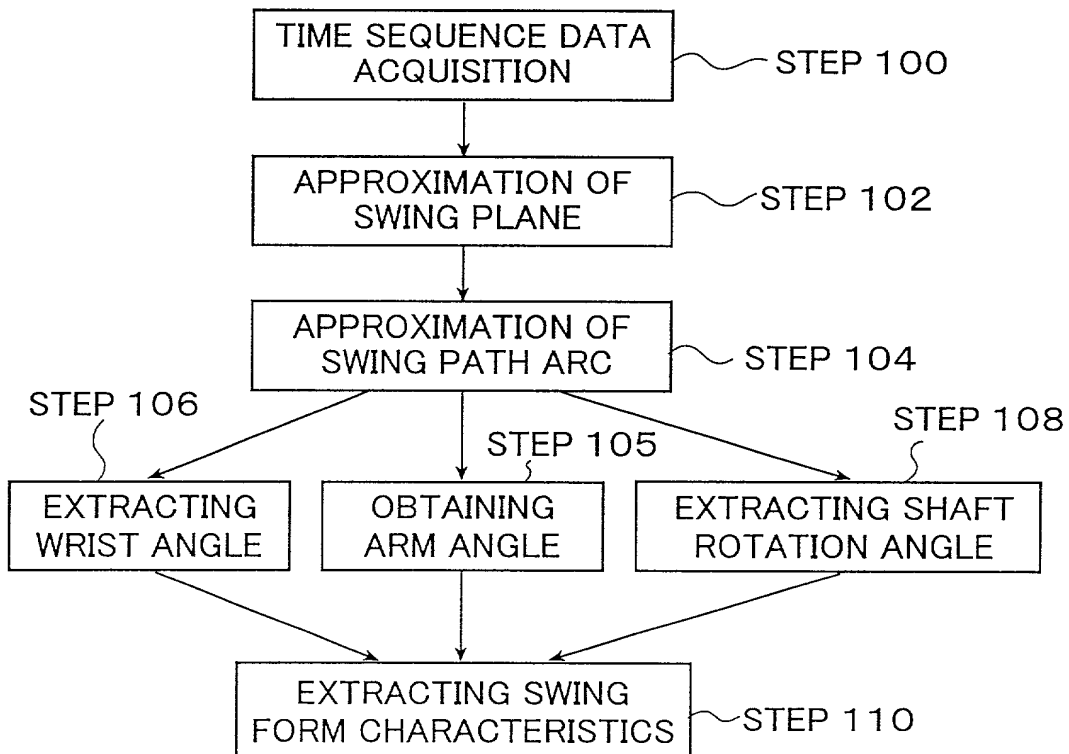 TIME SEQUENCE DATA
ACQUISITION
STEP 100
APPROXIMATION OF
SWING PLANE
STEP 102
APPROXIMATION OF
SWING PATH ARC
STEP 104
STEP 106
STEP 105
STEP 108
EXTRACTING
WRIST ANGLE
OBTAINING
ARM ANGLE
EXTRACTING SHAFT
ROTATION ANGLE
EXTRACTING SWING
FORM CHARACTERISTICS
STEP 110